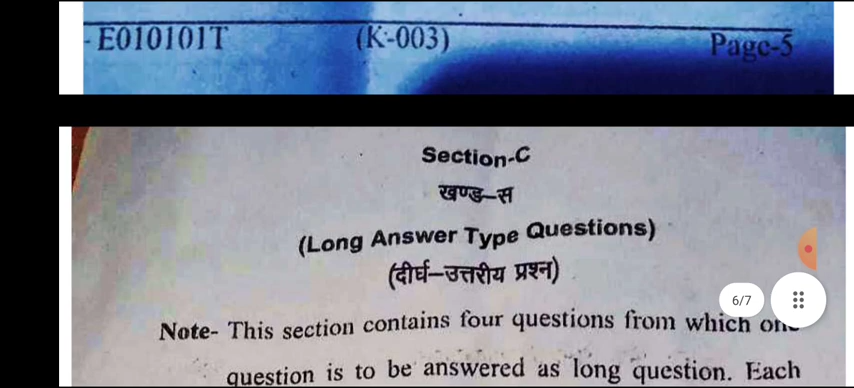 - E010101T (K-003) Page-5
Section-C
खण्ड-स
(Long Answer Type Questions)
(दीर्घ-उत्तरीय प्रश्न)
6/7
Note- This section contains four questions from which one
question is to be answered as long question. Each